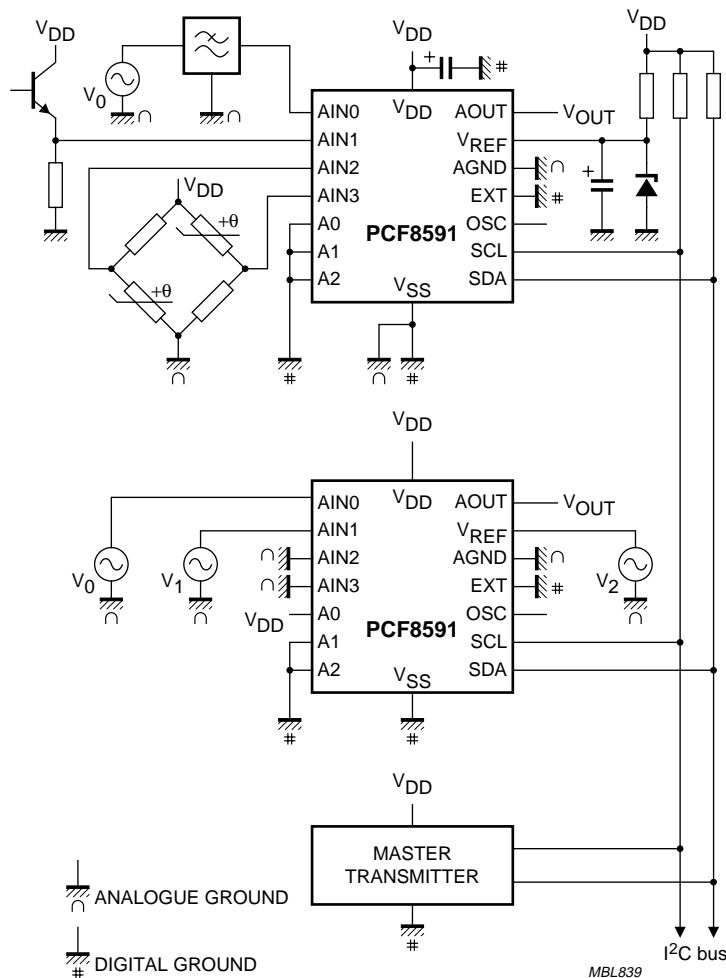 VDD
V0
∩
∩
VDD
+
#
VDD
VDD
AIN0
AOUT
VOUT
AIN1
VREF
AIN2
AGND
∩
+
AIN3
EXT
#
VDD
+θ
A0
PCF8591
OSC
A1
SCL
+θ
A2
VSS
SDA
∩
#
∩
#
VDD
VDD
AIN0
AOUT
VOUT
AIN1
VREF
V0
V1
∩
AIN2
AGND
∩
V2
∩
AIN3
EXT
#
∩
∩
∩
VDD
A0
PCF8591
OSC
A1
SCL
A2
VSS
SDA
#
#
VDD
MASTER
TRANSMITTER
#
∩ ANALOGUE GROUND
# DIGITAL GROUND
I²C bus
MBL839